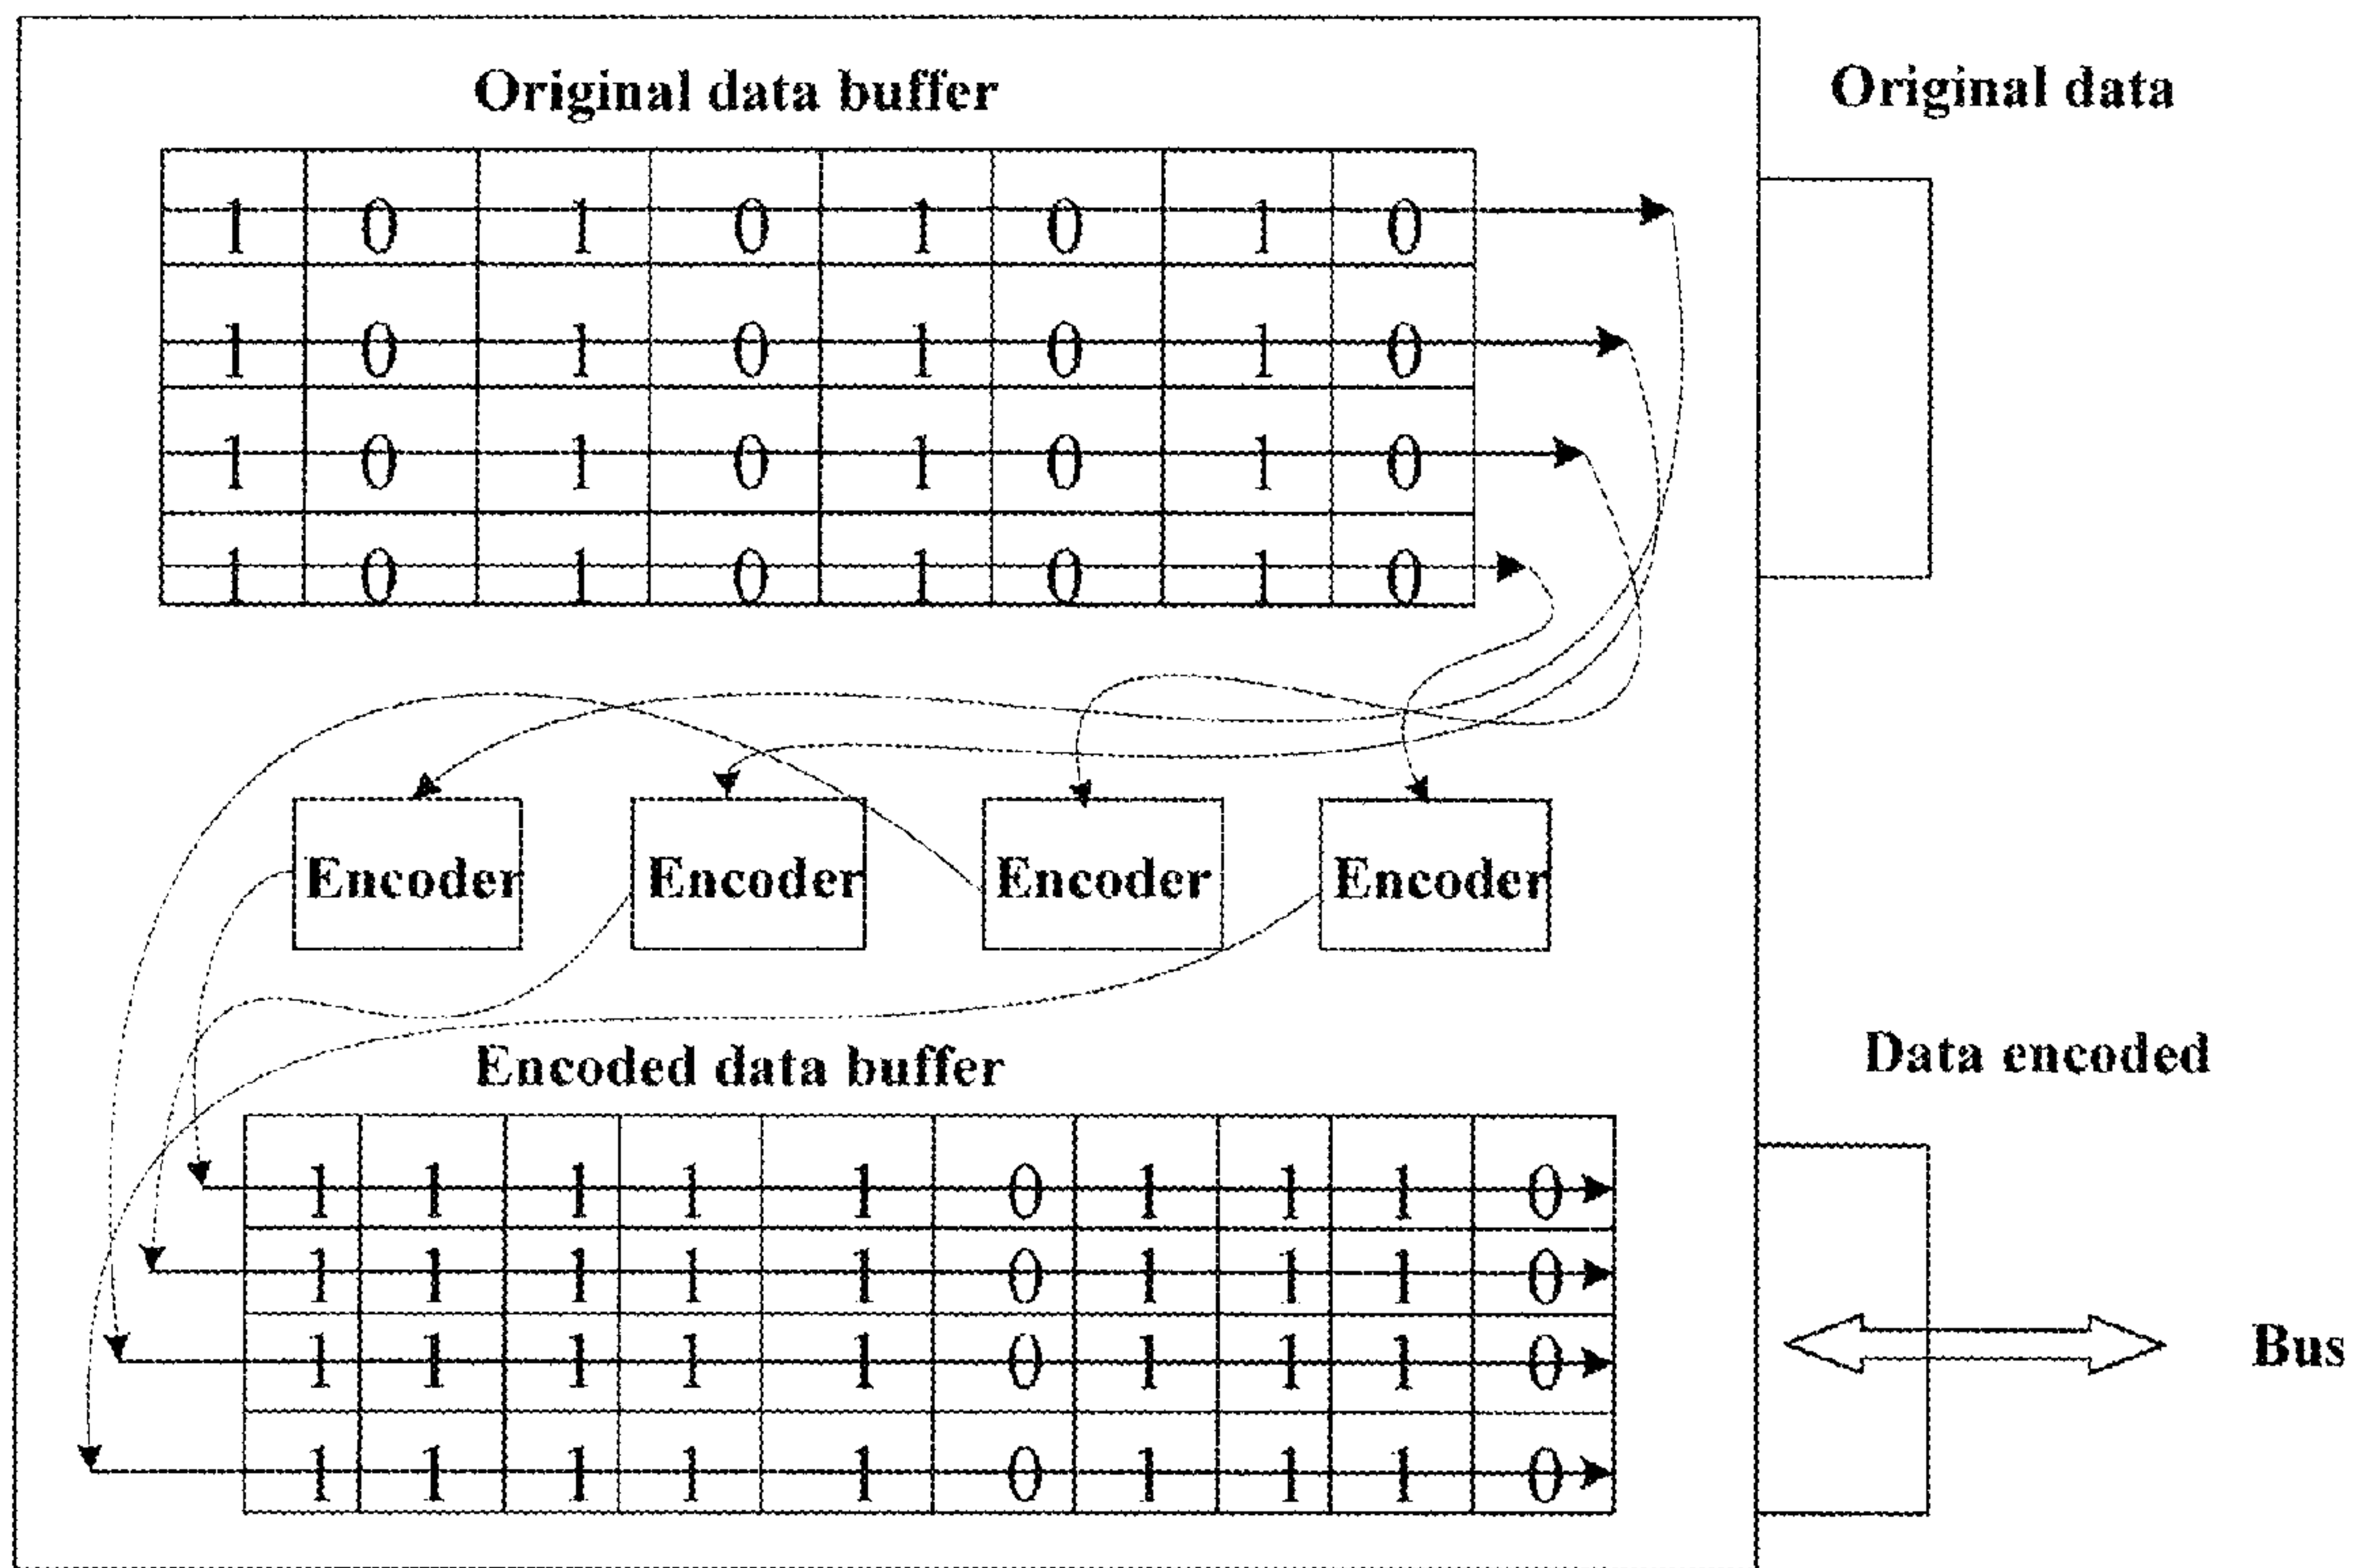 Original data buffer
Original data
1 0 1 0 1 0 1 0
1 0 1 0 1 0 1 0
1 0 1 0 1 0 1 0
1 0 1 0 1 0 1 0
Encoder Encoder Encoder Encoder
Encoded data buffer
Data encoded
1 1 1 1 1 0 1 1 1 0
1 1 1 1 1 0 1 1 1 0
1 1 1 1 1 0 1 1 1 0
Bus
1 1 1 1 1 0 1 1 1 0